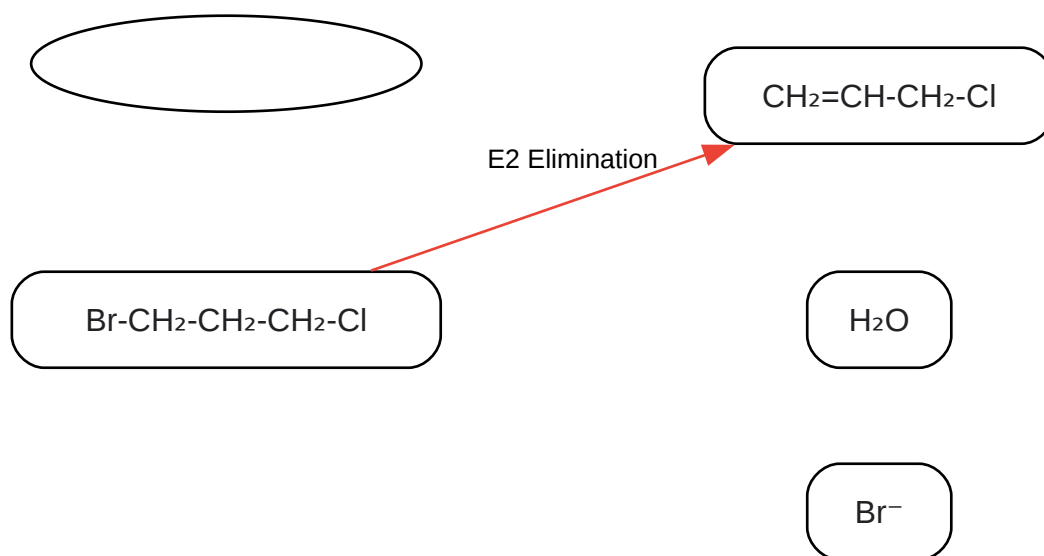 CH₂=CH-CH₂-Cl
E2 Elimination
Br-CH₂-CH₂-CH₂-Cl
H₂O
Br⁻